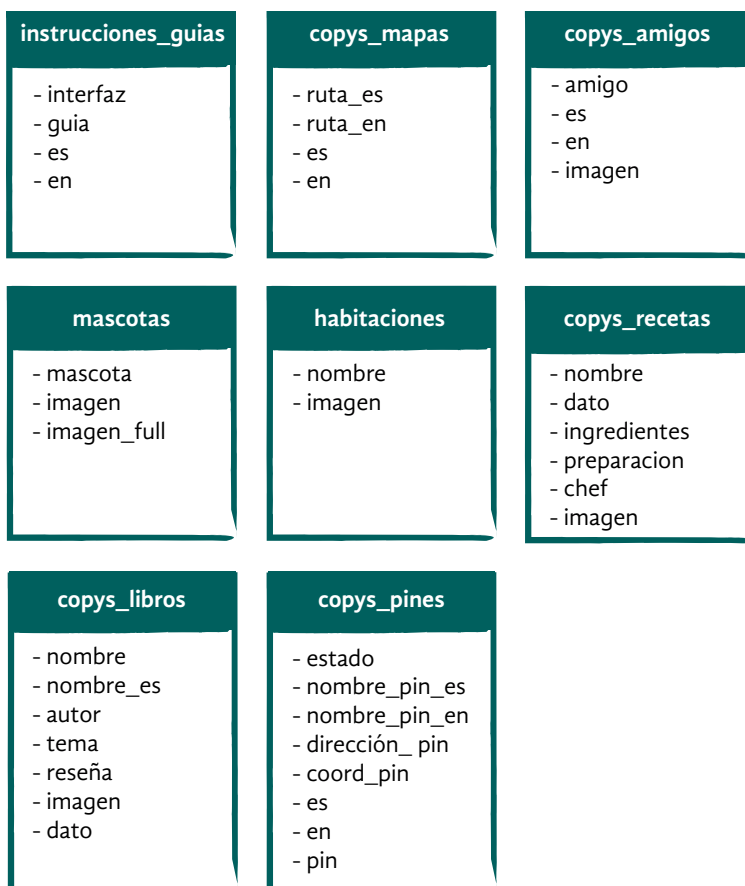 instrucciones_guias
- interfaz
- guia
- es
- en
copys_mapas
- ruta_es
- ruta_en
- es
- en
copys_amigos
- amigo
- es
- en
- imagen
mascotas
- mascota
- imagen
- imagen_full
habitaciones
- nombre
- imagen
copys_recetas
- nombre
- dato
- ingredientes
- preparacion
- chef
- imagen
copys_libros
- nombre
- nombre_es
- autor
- tema
- reseña
- imagen
- dato
copys_pines
- estado
- nombre_pin_es
- nombre_pin_en
- dirección_ pin
- coord_pin
- es
- en
- pin